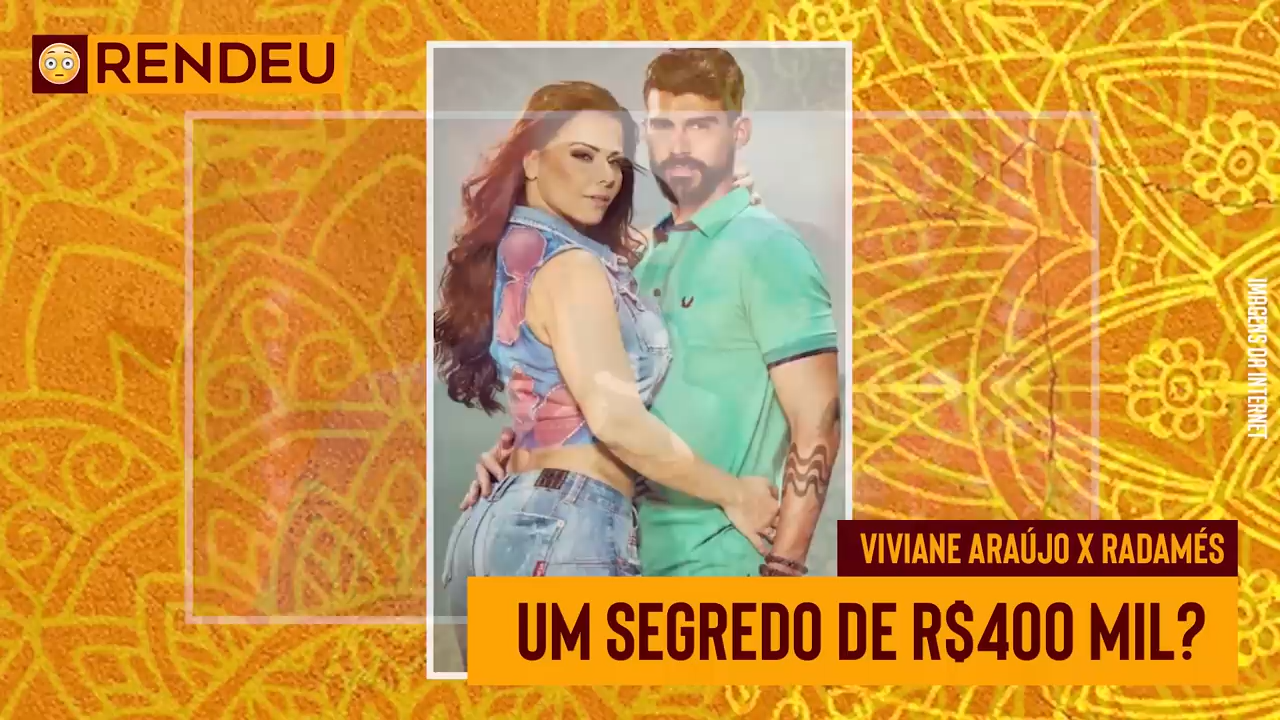 RENDEU
IMAGENS DA INTERNET
VIVIANE ARAÚJO X RADAMÉS
UM SEGREDO DE R$400 MIL?